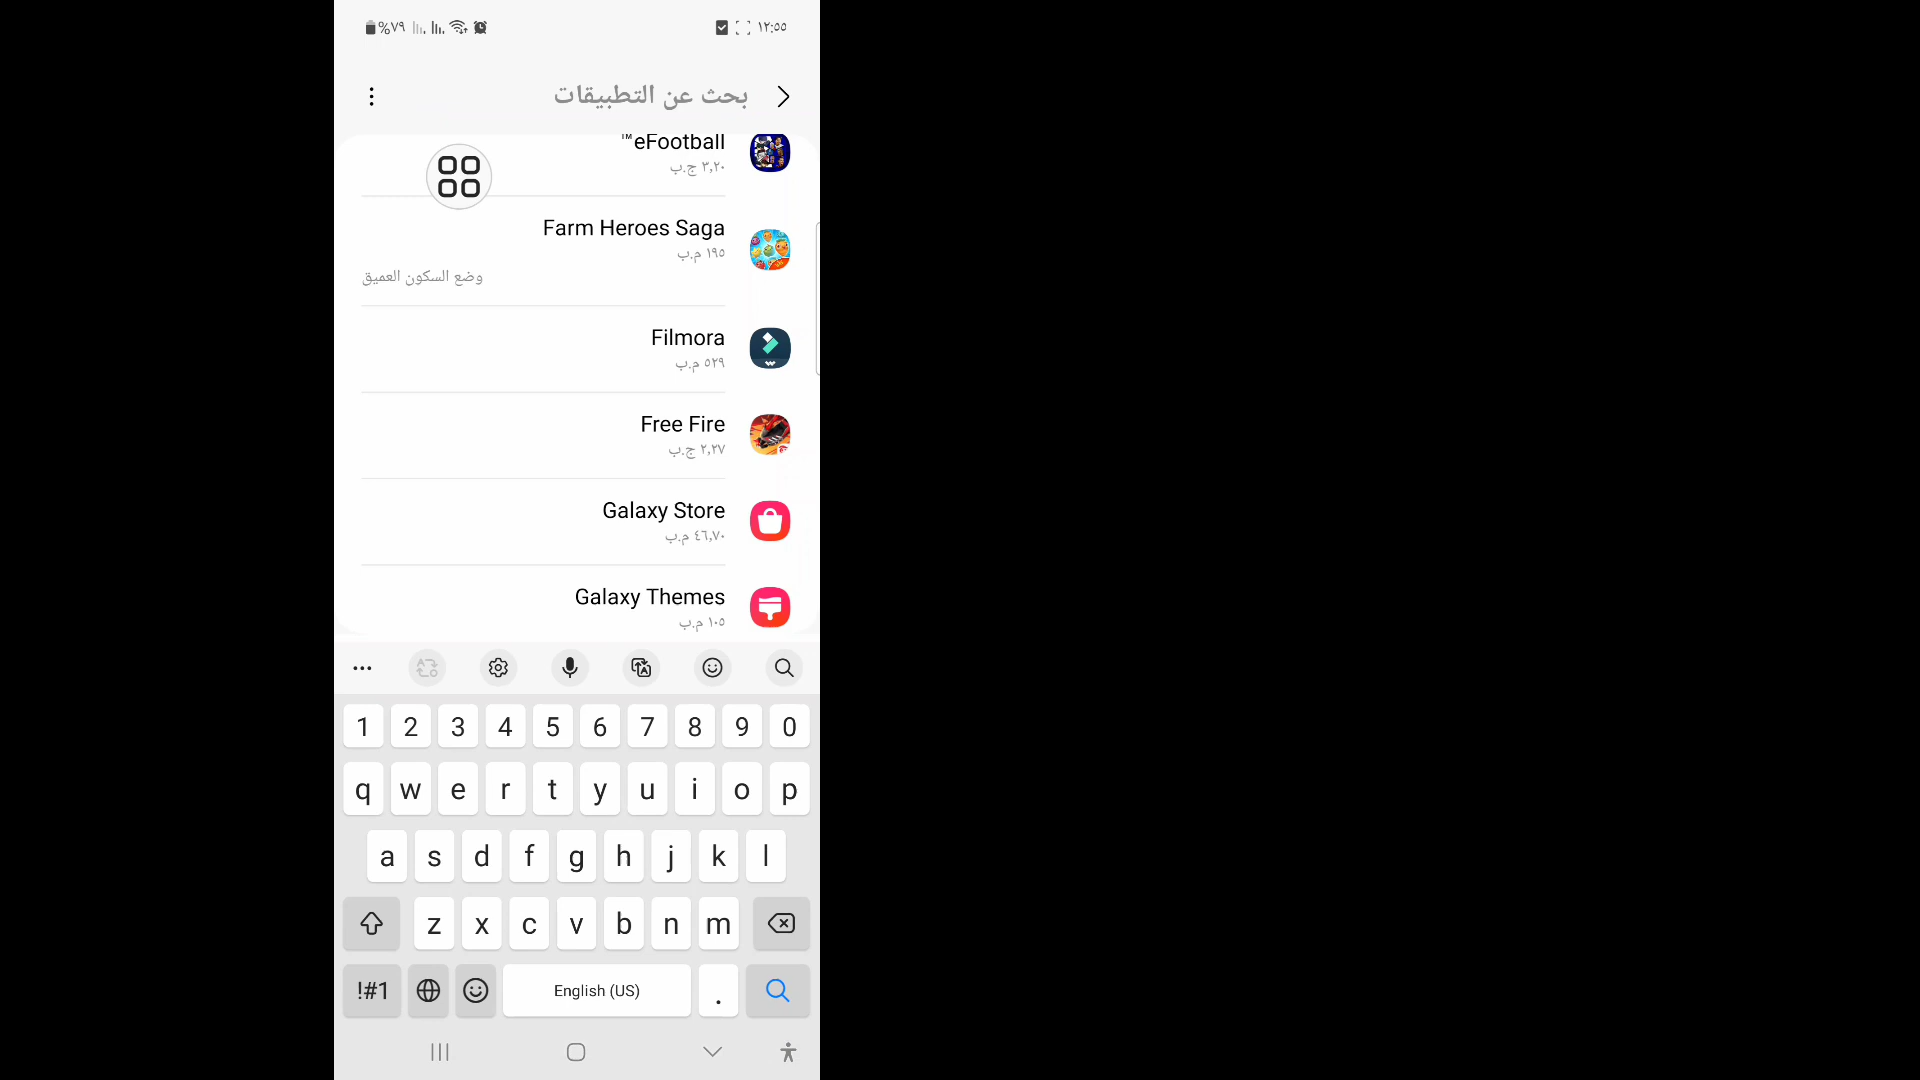 ١٢:٥٥ %٧٩
بحث عن التطبيقات
eFootball™
٣,٢٠ ج.ب
Farm Heroes Saga
١٩٥ م.ب
وضع السكون العميق
Filmora
٥٢٩ م.ب
Free Fire
٢,٢٧ ج.ب
Galaxy Store
٤٦,٧٠ م.ب
Galaxy Themes
١٠٥ م.ب
1 2 3 4 5 6 7 8 9 0
q w e r t y u i o p
a s d f g h j k l
z x c v b n m
!#1 English (US) .